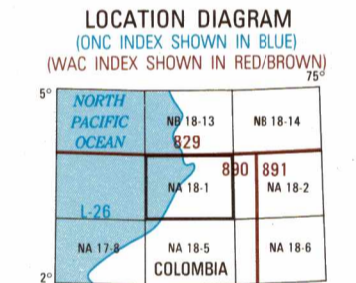 LOCATION DIAGRAM
(ONC INDEX SHOWN IN BLUE)
(WAC INDEX SHOWN IN RED/BROWN)
75°
5°
NORTH
PACIFIC
OCEAN
NB 18-13
NB 18-14
829
890
891
NA 18-1
NA 18-2
L-26
NA 17-8
NA 18-5
NA 18-6
COLOMBIA
2°